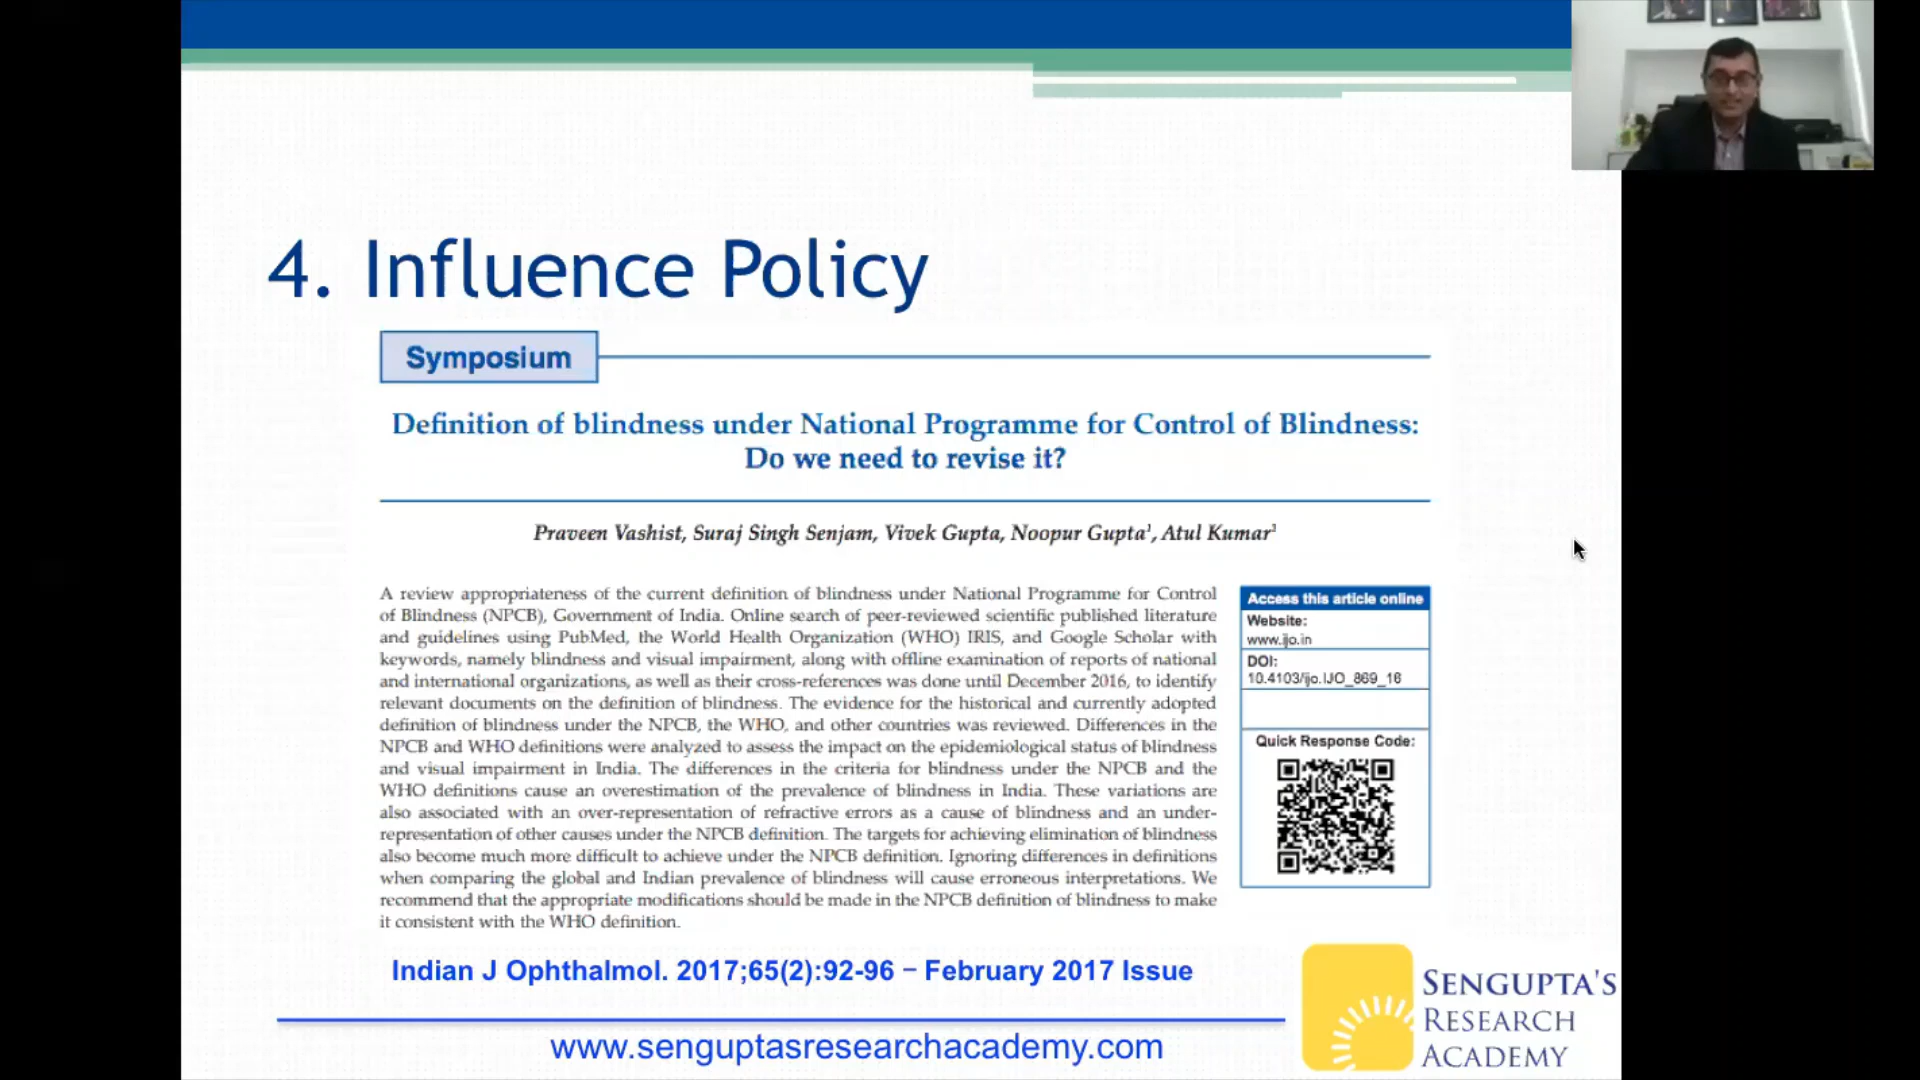 4. Influence Policy
Symposium
Definition of blindness under National Programme for Control of Blindness:
Do we need to revise it?
Praveen Vashist, Suraj Singh Senjam, Vivek Gupta, Noopur Gupta¹, Atul Kumar¹
A review appropriateness of the current definition of blindness under National Programme for Control
of Blindness (NPCB), Government of India. Online search of peer-reviewed scientific published literature
and guidelines using PubMed, the World Health Organization (WHO) IRIS, and Google Scholar with
keywords, namely blindness and visual impairment, along with offline examination of reports of national
and international organizations, as well as their cross-references was done until December 2016, to identify
relevant documents on the definition of blindness. The evidence for the historical and currently adopted
definition of blindness under the NPCB, the WHO, and other countries was reviewed. Differences in the
NPCB and WHO definitions were analyzed to assess the impact on the epidemiological status of blindness
and visual impairment in India. The differences in the criteria for blindness under the NPCB and the
WHO definitions cause an overestimation of the prevalence of blindness in India. These variations are
also associated with an over-representation of refractive errors as a cause of blindness and an under-
representation of other causes under the NPCB definition. The targets for achieving elimination of blindness
also become much more difficult to achieve under the NPCB definition. Ignoring differences in definitions
when comparing the global and Indian prevalence of blindness will cause erroneous interpretations. We
recommend that the appropriate modifications should be made in the NPCB definition of blindness to make
it consistent with the WHO definition.
Access this article online
Website:
www.ijo.in
DOI:
10.4103/ijo.IJO_869_16
Quick Response Code:
Indian J Ophthalmol. 2017;65(2):92-96 – February 2017 Issue
www.senguptasresearchacademy.com
SENGUPTA'S
RESEARCH
ACADEMY